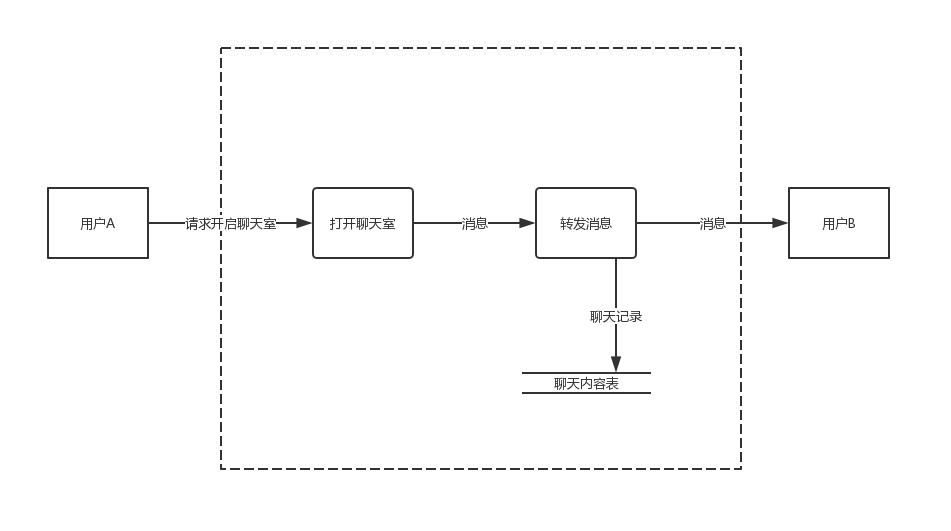 用户A
请求开启聊天室
打开聊天室
消息
转发消息
消息
用户B
聊天记录
聊天内容表